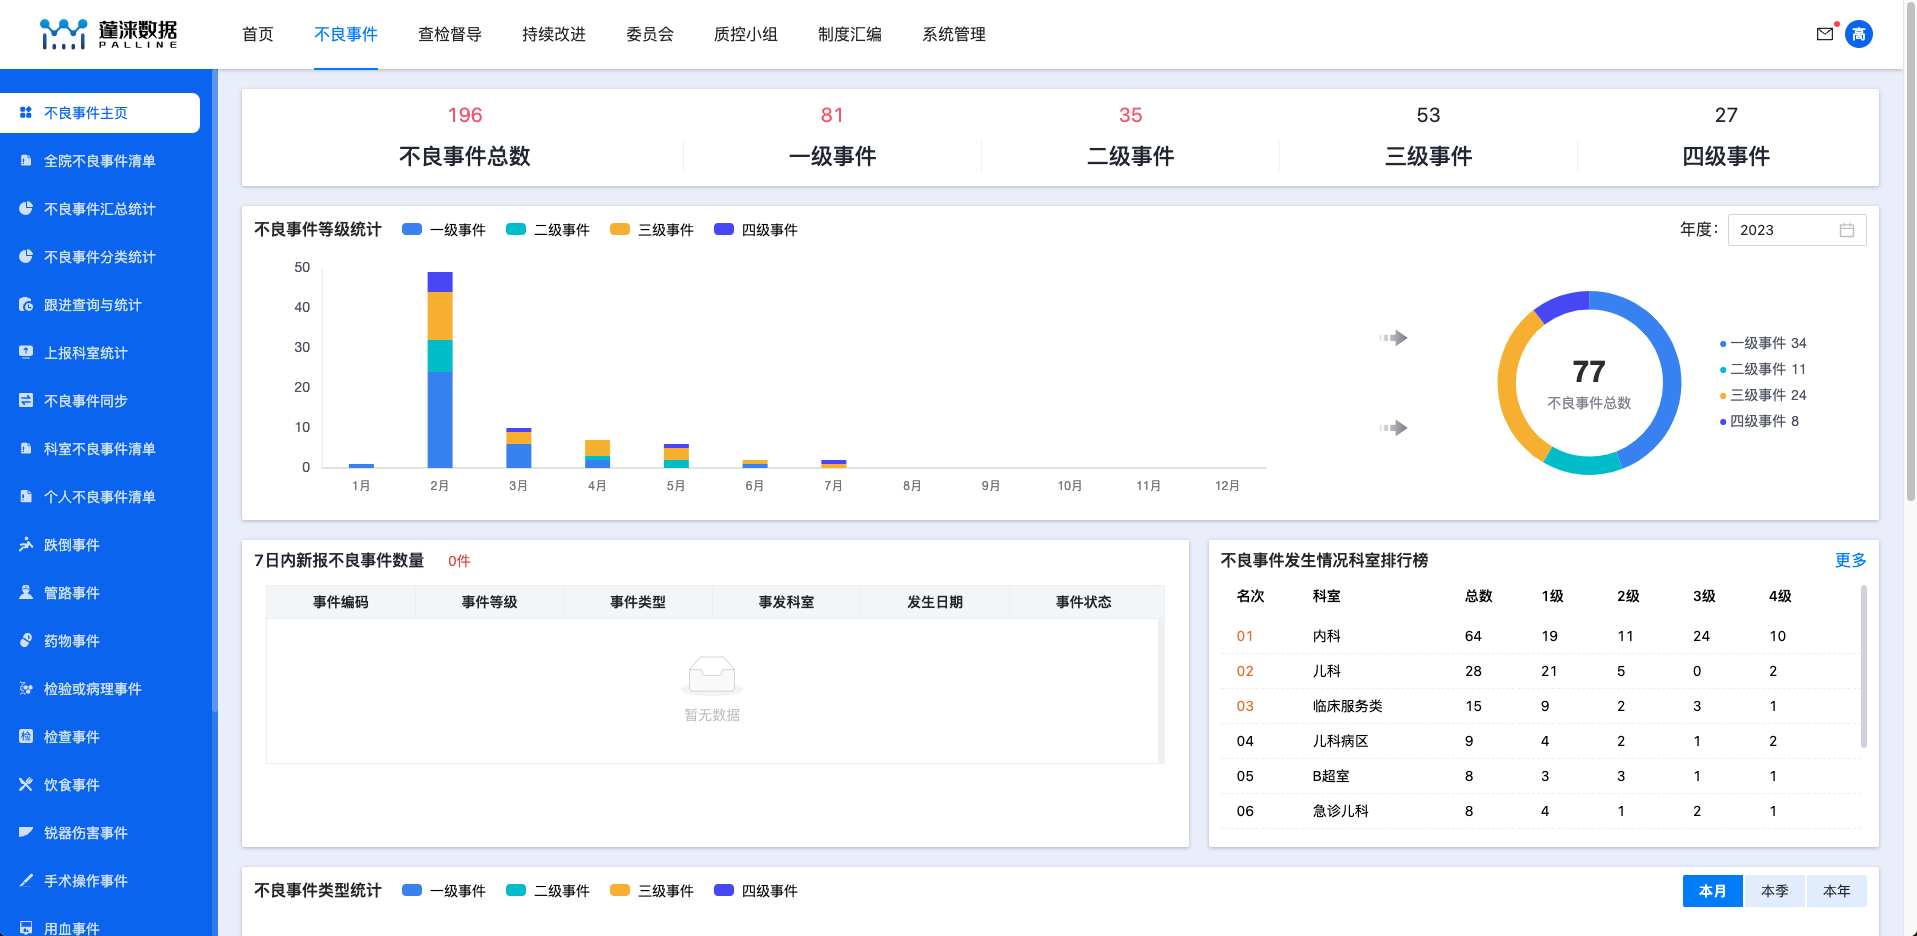 蓬涞数据
PALLINE
首页 不良事件 查检督导 持续改进 委员会 质控小组 制度汇编 系统管理
高
不良事件主页
全院不良事件清单
不良事件汇总统计
不良事件分类统计
跟进查询与统计
上报科室统计
不良事件同步
科室不良事件清单
个人不良事件清单
跌倒事件
管路事件
药物事件
检验或病理事件
检查事件
饮食事件
锐器伤害事件
手术操作事件
用血事件
196 81 35 53 27
不良事件总数 一级事件 二级事件 三级事件 四级事件
不良事件等级统计 一级事件 二级事件 三级事件 四级事件
年度: 2023
50
40
30
20
10
0
1月 2月 3月 4月 5月 6月 7月 8月 9月 10月 11月 12月
77
不良事件总数
一级事件 34
二级事件 11
三级事件 24
四级事件 8
7日内新报不良事件数量 0件
事件编码 事件等级 事件类型 事发科室 发生日期 事件状态
暂无数据
不良事件发生情况科室排行榜 更多
名次 科室 总数 1级 2级 3级 4级
01 内科 64 19 11 24 10
02 儿科 28 21 5 0 2
03 临床服务类 15 9 2 3 1
04 儿科病区 9 4 2 1 2
05 B超室 8 3 3 1 1
06 急诊儿科 8 4 1 2 1
不良事件类型统计 一级事件 二级事件 三级事件 四级事件
本月 本季 本年